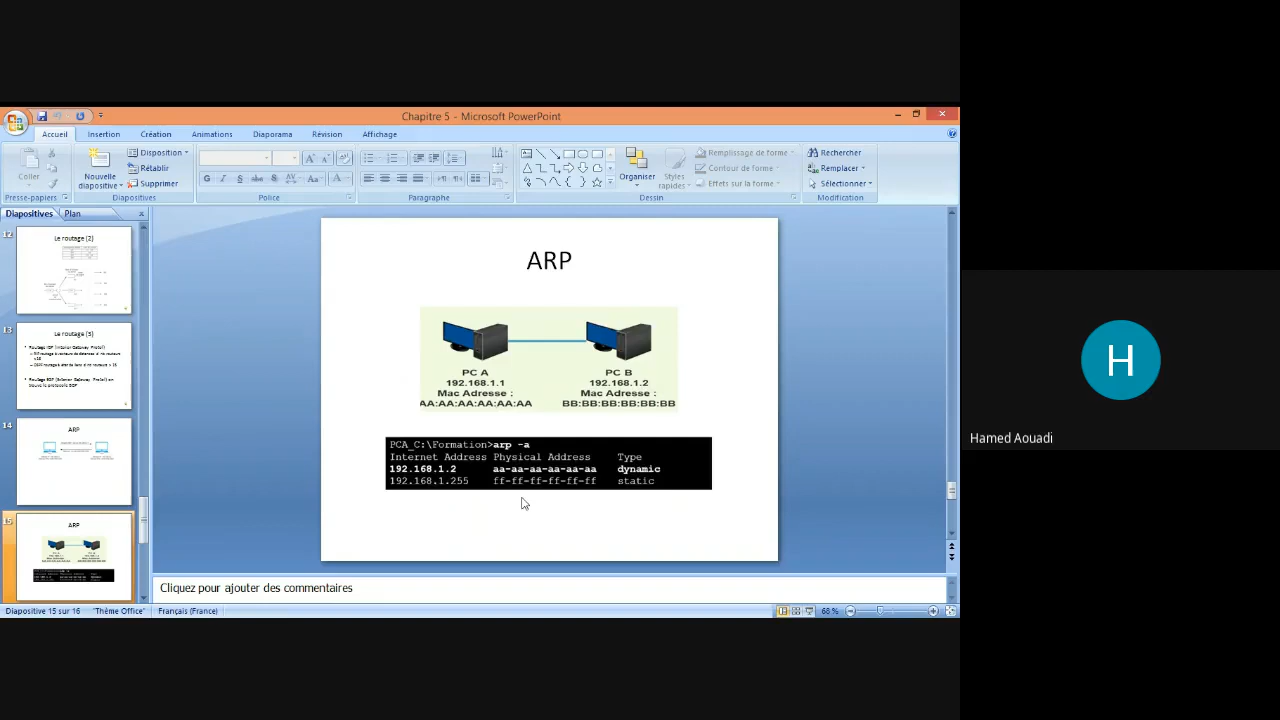 Chapitre 5 - Microsoft PowerPoint
Accueil Insertion Création Animations Diaporama Révision Affichage
Coller
Nouvelle diapositive
Disposition
Rétablir
Supprimer
Organiser
Styles rapides
Remplissage de forme
Contour de forme
Effets sur la forme
Rechercher
Remplacer
Sélectionner
Presse-papiers Diapositives Police Paragraphe Dessin Modification
Diapositives Plan
12
Le routage (2)
13
Le routage (3)
14
ARP
15
ARP
ARP
PC A
192.168.1.1
Mac Adresse :
AA:AA:AA:AA:AA:AA
PC B
192.168.1.2
Mac Adresse :
BB:BB:BB:BB:BB:BB
PCA_C:\Formation>arp -a
Internet Address Physical Address Type
192.168.1.2 aa-aa-aa-aa-aa-aa dynamic
192.168.1.255 ff-ff-ff-ff-ff-ff static
Cliquez pour ajouter des commentaires
Diapositive 15 sur 16 "Thème Office" Français (France) 68 %
H
Hamed Aouadi